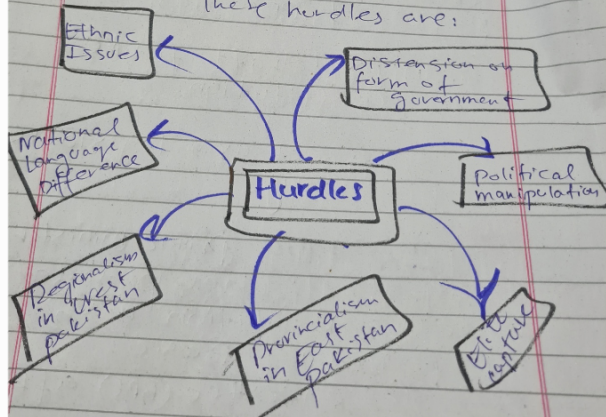 These hurdles are:
Ethnic
Issues
Distension on
form of
government
National
Language
Difference
Hurdles
Political
manipulation
Regionalism
in West
pakistan
Provincialism
in East
pakistan
Elite
capture